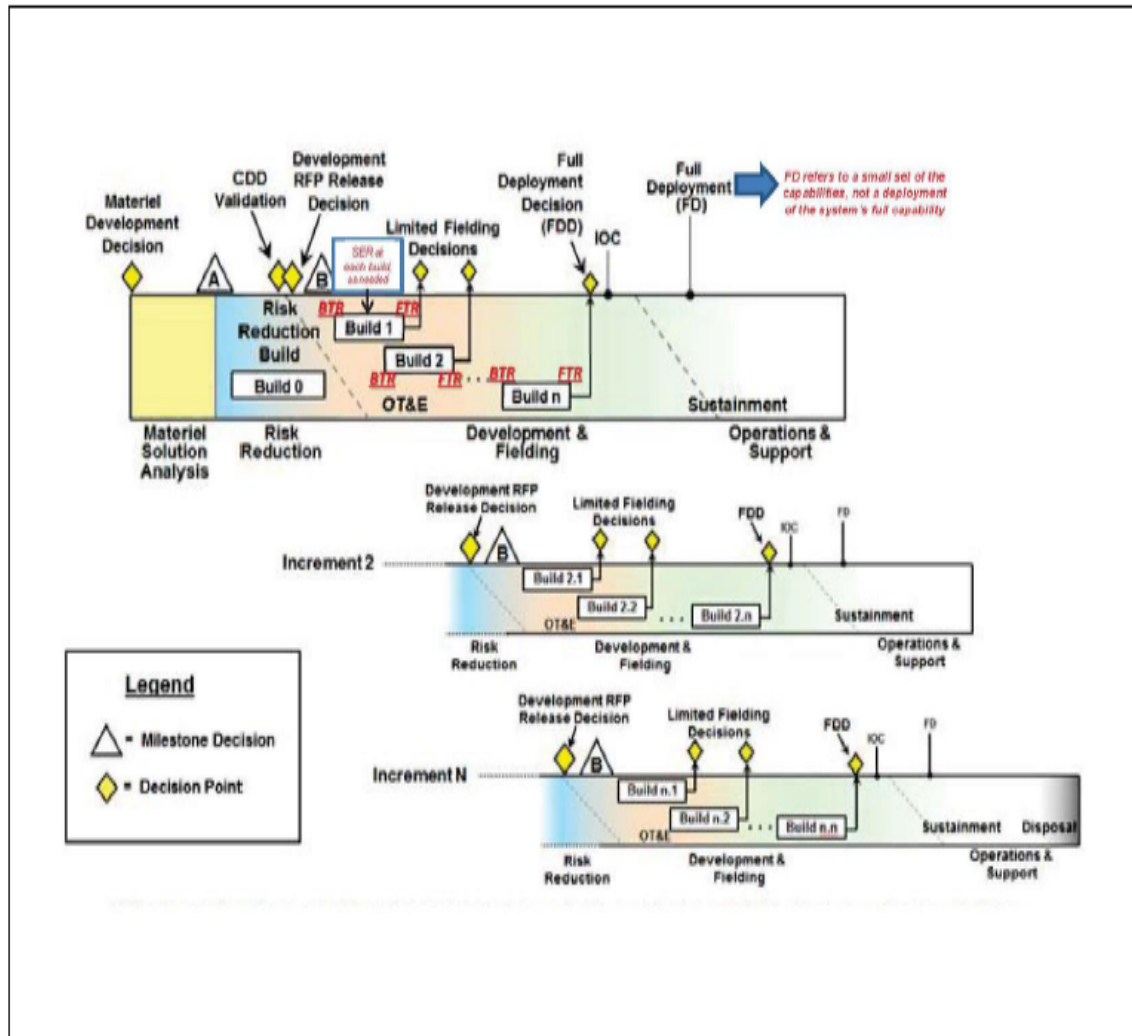 Materiel
Development
Decision
CDD
Validation
Development
RFP Release
Decision
Limited Fielding
Decisions
Full
Deployment
Decision
(FDD)
IOC
Full
Deployment
(FD)
FD refers to a small set of the
capabilities, not a deployment
of the system's full capability
A
B
SER at
each build,
as needed
Risk
Reduction
Build
Build 0
BTR
FTR
Build 1
Build 2
BTR
FTR
...
BTR
FTR
Build n
OT&E
Sustainment
Materiel
Solution
Analysis
Risk
Reduction
Development &
Fielding
Operations &
Support
Increment 2
Development RFP
Release Decision
B
Limited Fielding
Decisions
FDD
IOC
FD
Build 2.1
Build 2.2
...
Build 2.n
OT&E
Sustainment
Risk
Reduction
Development &
Fielding
Operations &
Support
Increment N
Development RFP
Release Decision
B
Limited Fielding
Decisions
FDD
IOC
FD
Build n.1
Build n.2
...
Build n.n
OT&E
Sustainment
Disposal
Risk
Reduction
Development &
Fielding
Operations &
Support
Legend
= Milestone Decision
= Decision Point